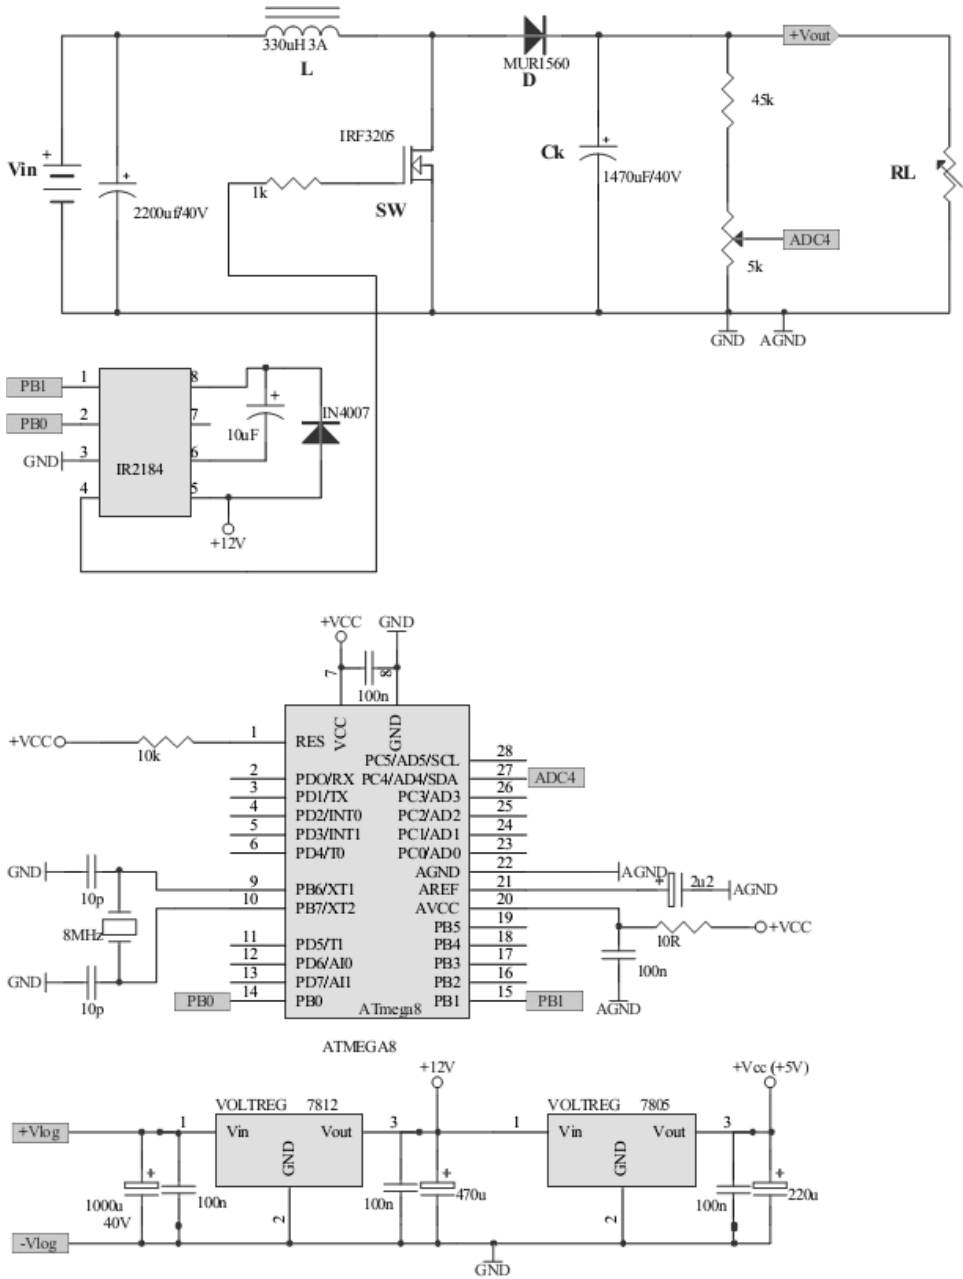 330uH 3A
L
+Vout
MUR1560
D
45k
IRF3205
Ck
Vin
+
+
+
1470uF/40V
RL
1k
SW
2200uf/40V
ADC4
5k
GND
AGND
PB1
1
8
PB0
2
7
+
IN4007
10uF
GND
3
6
IR2184
4
5
+12V
+VCC
GND
7
8
100n
+VCC
10k
1
RES
VCC
GND
PC5/AD5/SCL
28
2
PD0/RX
PC4/AD4/SDA
27
ADC4
3
PD1/TX
PC3/AD3
26
4
PD2/INT0
PC2/AD2
25
5
PD3/INT1
PC1/AD1
24
6
PD4/T0
PC0/AD0
23
GND
10p
AGND
22
AGND
9
PB6/XT1
AREF
21
+
2u2
AGND
10
PB7/XT2
AVCC
20
8MHz
PB5
19
10R
+VCC
11
PD5/T1
PB4
18
12
PD6/AI0
PB3
17
100n
GND
10p
13
PD7/AI1
PB2
16
PB0
14
PB0
PB1
15
PB1
AGND
ATmega8
ATMEGA8
+12V
+Vcc (+5V)
VOLTREG 7812
VOLTREG 7805
+Vlog
1
Vin
Vout
3
1
Vin
Vout
3
GND
GND
+
+
+
1000u
40V
100n
100n
470u
100n
220u
2
2
-Vlog
GND